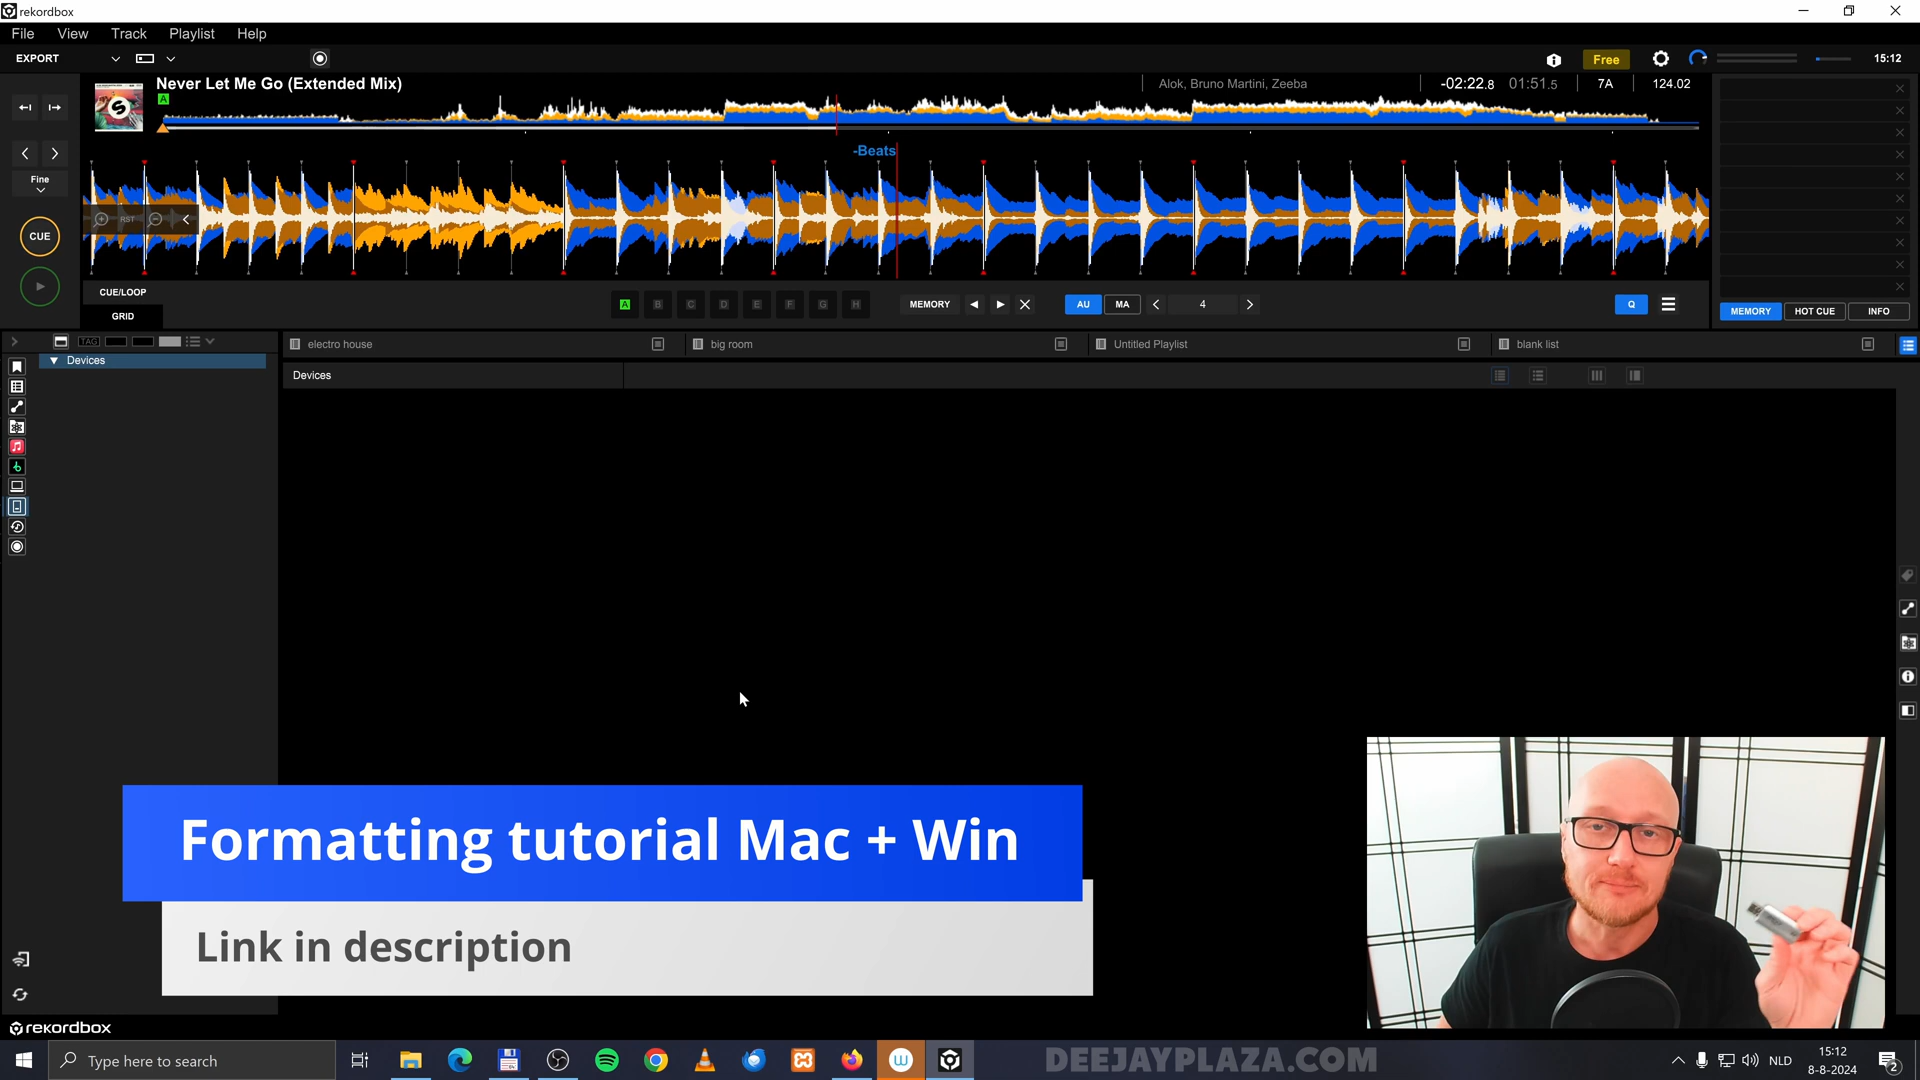 rekordbox
File View Track Playlist Help
EXPORT
Free
15:12
Never Let Me Go (Extended Mix)
Alok, Bruno Martini, Zeeba
-02:22.8 01:51.5 7A 124.02
A
-Beats
Fine
RST
CUE
CUE/LOOP
GRID
A B C D E F G H
MEMORY
AU MA 4
Q
MEMORY HOT CUE INFO
TAG
Devices
electro house
big room
Untitled Playlist
blank list
Devices
Formatting tutorial Mac + Win
Link in description
rekordbox
Type here to search
DEEJAYPLAZA.COM
NLD
15:12
8-8-2024
2